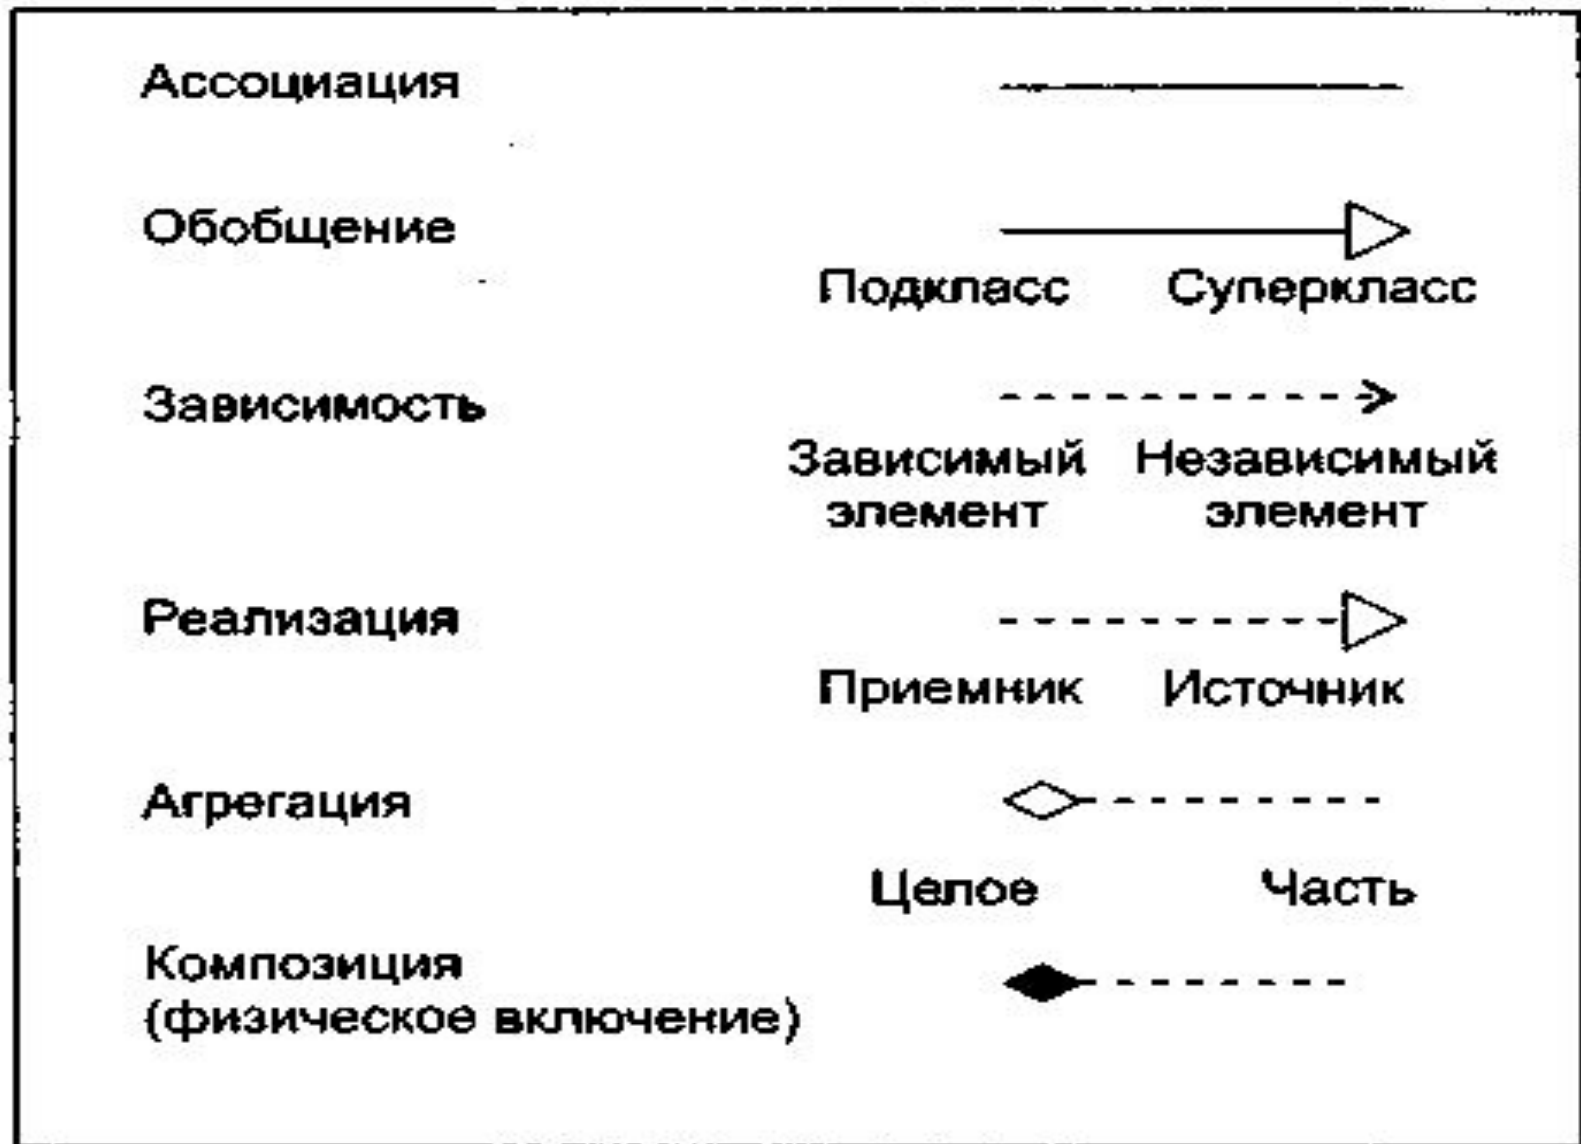 Ассоциация
Обобщение
Подкласс Суперкласс
Зависимость
Зависимый Независимый
элемент элемент
Реализация
Приемник Источник
Агрегация
Целое Часть
Композиция
(физическое включение)